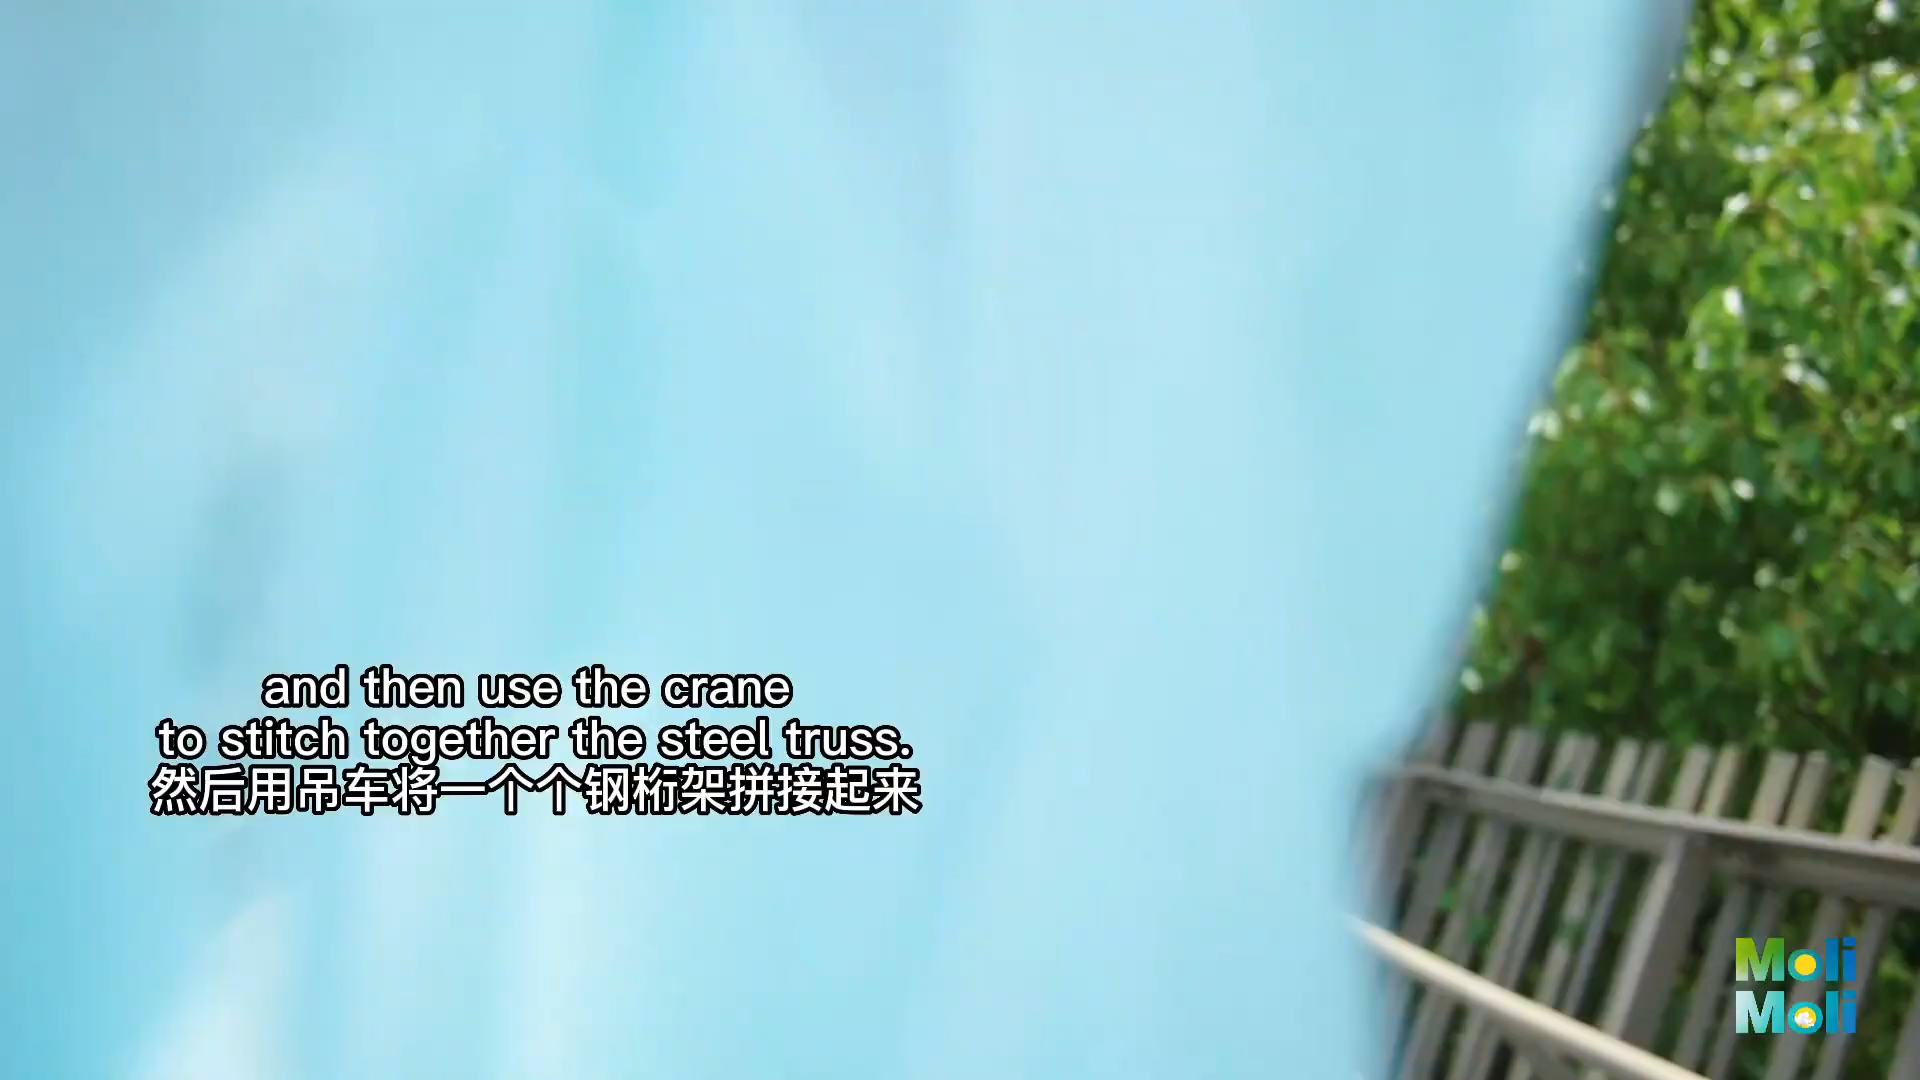 and then use the crane
to stitch together the steel truss.
然后用吊车将一个个钢桁架拼接起来
Moli
Moli